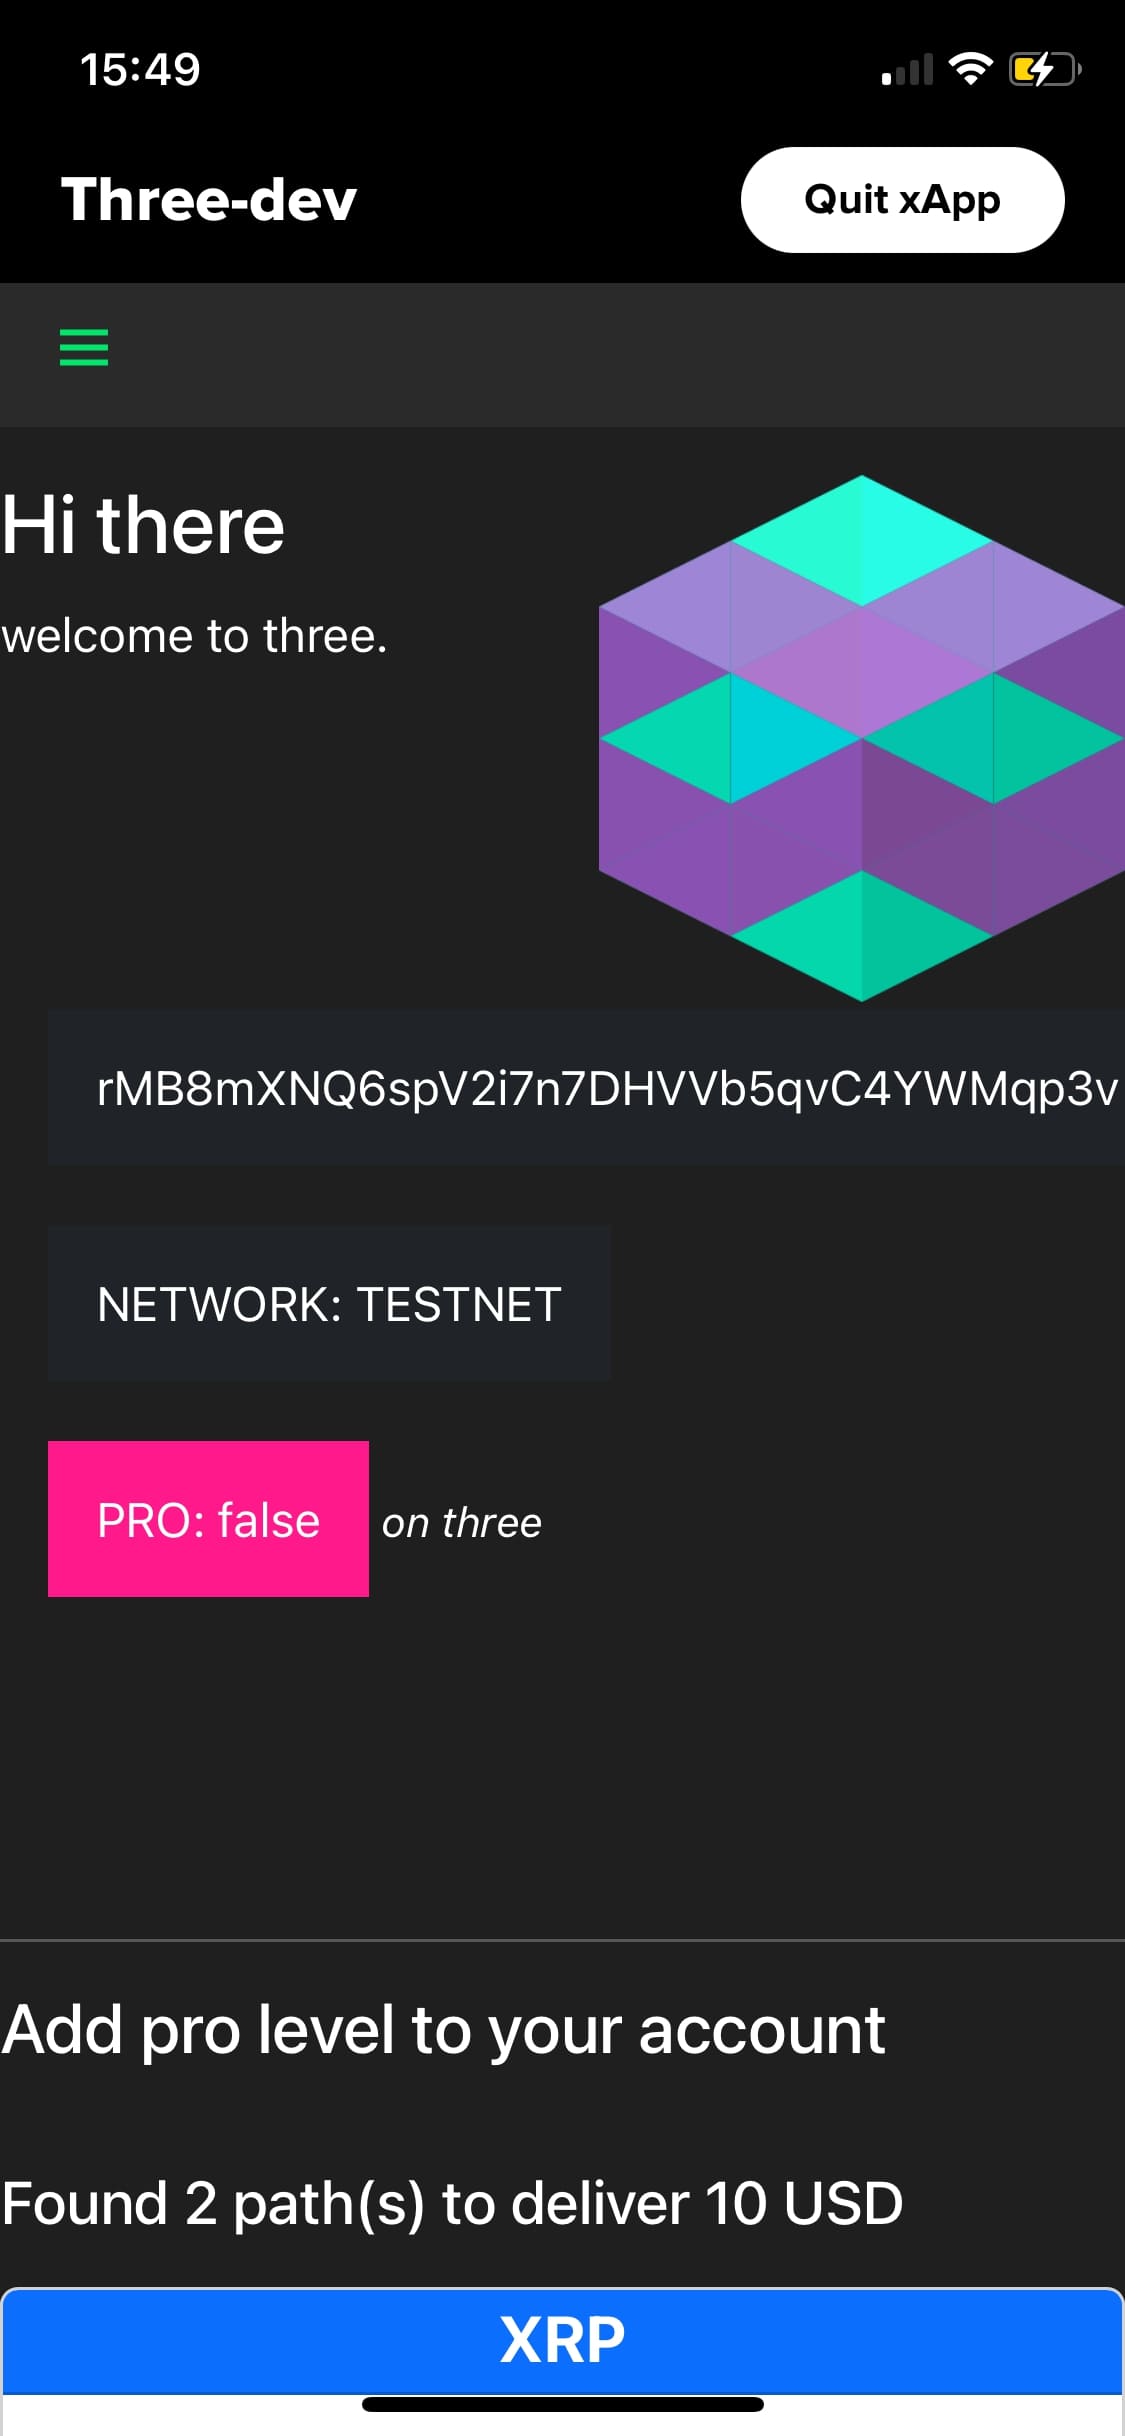 15:49
Three-dev
Quit xApp
Hi there
welcome to three.
rMB8mXNQ6spV2i7n7DHVVb5qvC4YWMqp3v
NETWORK: TESTNET
PRO: false on three
Add pro level to your account
Found 2 path(s) to deliver 10 USD
XRP